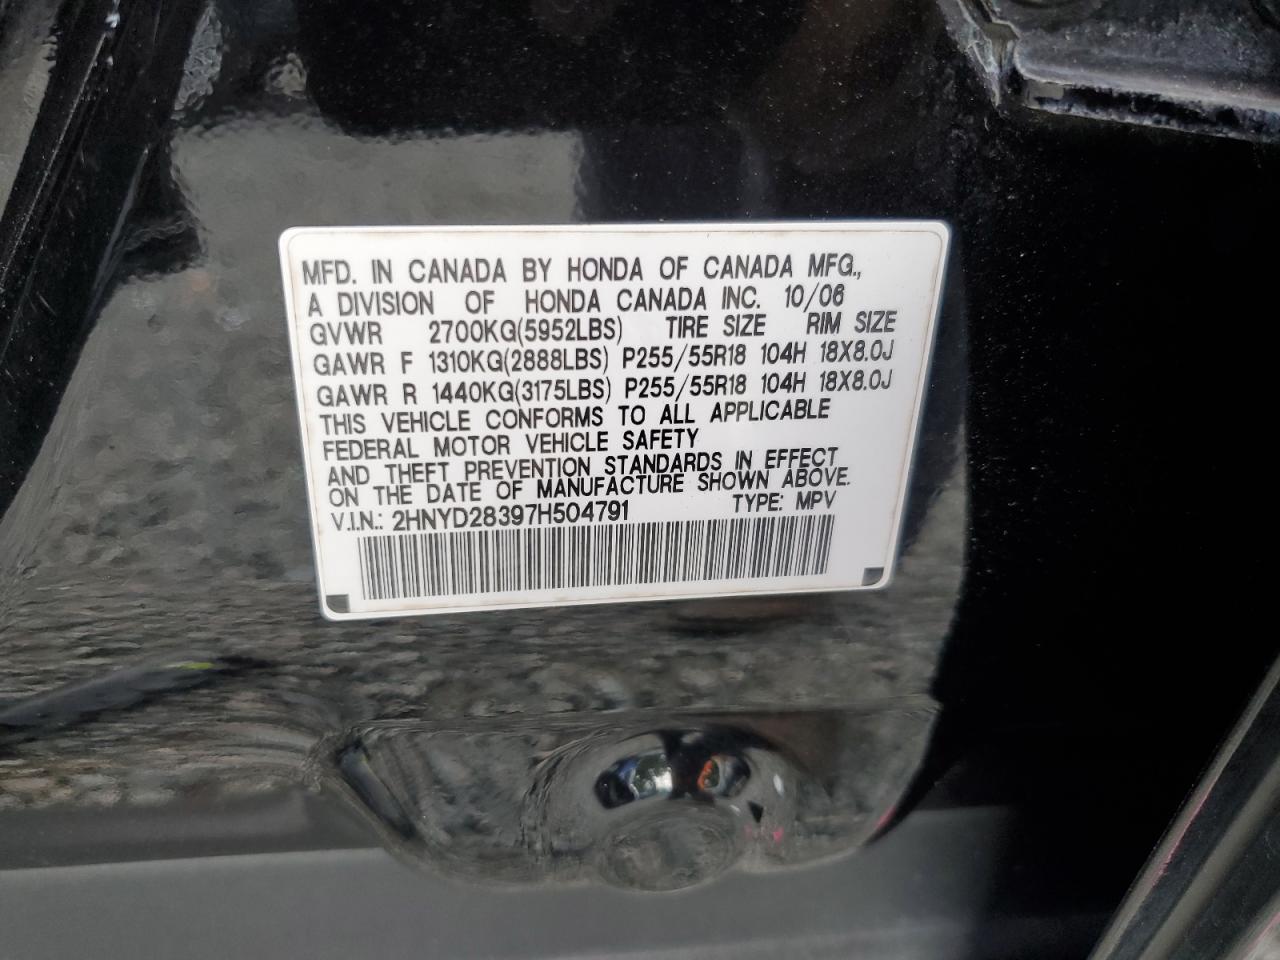 MFD. IN CANADA BY HONDA OF CANADA MFG.,
A DIVISION OF HONDA CANADA INC. 10/06
GVWR 2700KG(5952LBS) TIRE SIZE RIM SIZE
GAWR F 1310KG(2888LBS) P255/55R18 104H 18X8.0J
GAWR R 1440KG(3175LBS) P255/55R18 104H 18X8.0J
THIS VEHICLE CONFORMS TO ALL APPLICABLE
FEDERAL MOTOR VEHICLE SAFETY
AND THEFT PREVENTION STANDARDS IN EFFECT
ON THE DATE OF MANUFACTURE SHOWN ABOVE.
V.I.N.: 2HNYD28397H504791 TYPE: MPV